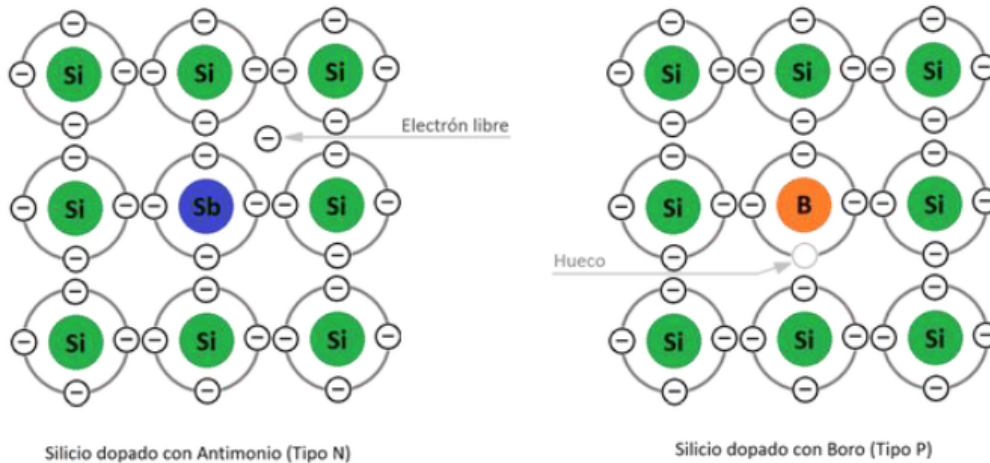 Si Si Si
Si Si Si
Electrón libre
Si Sb Si
Si B Si
Hueco
Si Si Si
Si Si Si
Silicio dopado con Antimonio (Tipo N)
Silicio dopado con Boro (Tipo P)